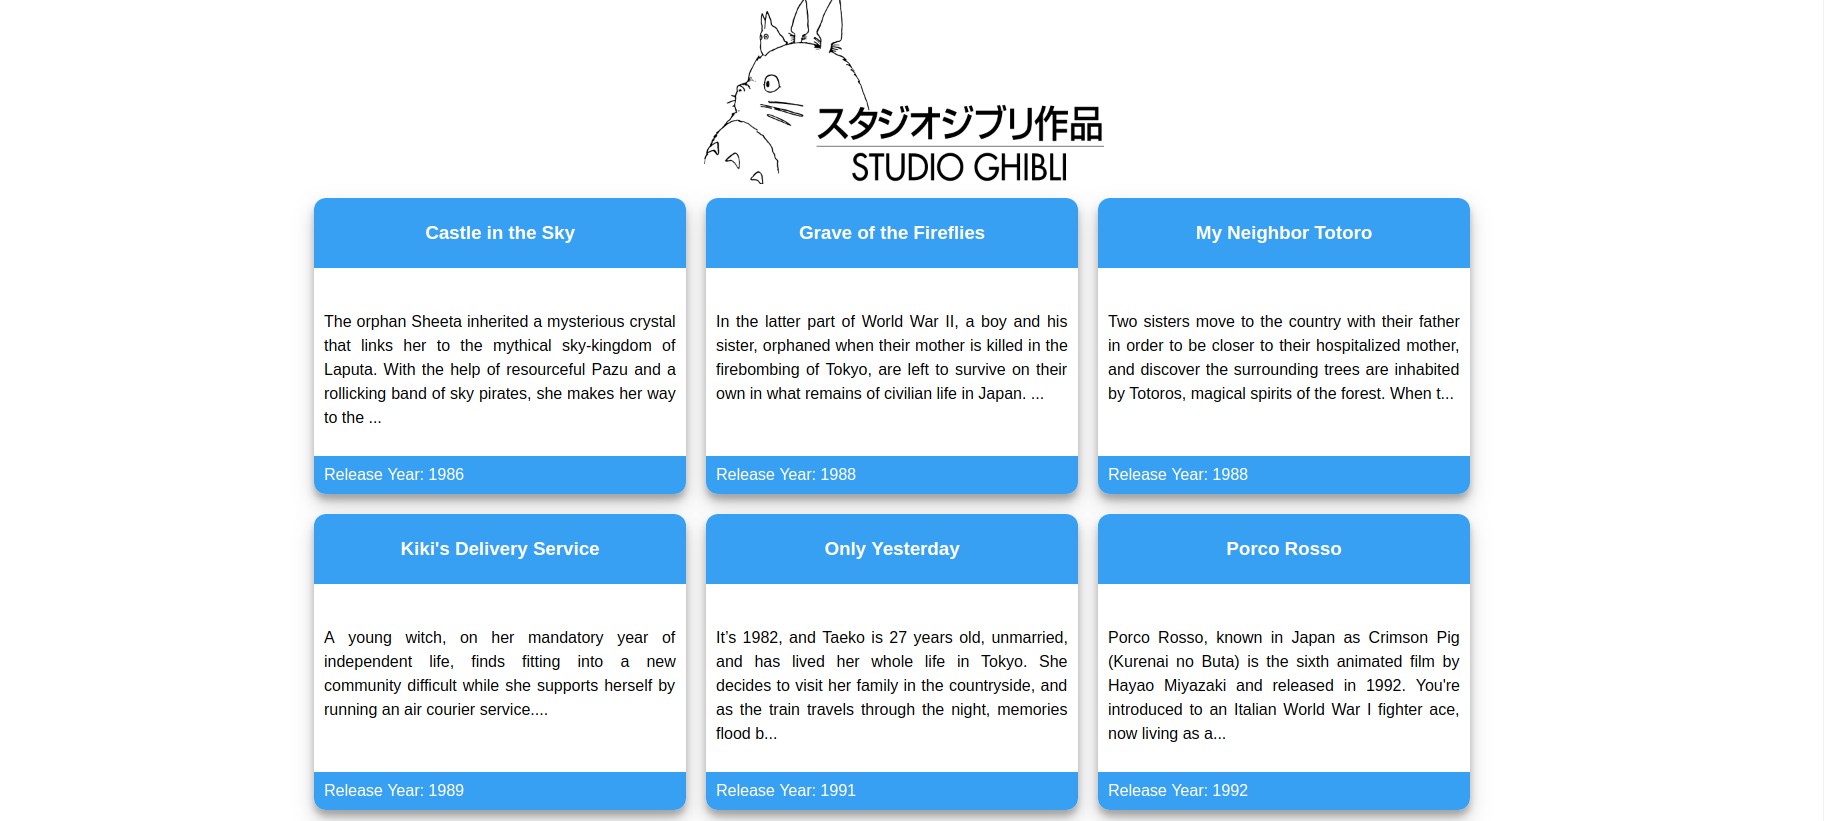 スタジオジブリ作品
STUDIO GHIBLI
Castle in the Sky
The orphan Sheeta inherited a mysterious crystal
that links her to the mythical sky-kingdom of
Laputa. With the help of resourceful Pazu and a
rollicking band of sky pirates, she makes her way
to the ...
Release Year: 1986
Grave of the Fireflies
In the latter part of World War II, a boy and his
sister, orphaned when their mother is killed in the
firebombing of Tokyo, are left to survive on their
own in what remains of civilian life in Japan. ...
Release Year: 1988
My Neighbor Totoro
Two sisters move to the country with their father
in order to be closer to their hospitalized mother,
and discover the surrounding trees are inhabited
by Totoros, magical spirits of the forest. When t...
Release Year: 1988
Kiki's Delivery Service
A young witch, on her mandatory year of
independent life, finds fitting into a new
community difficult while she supports herself by
running an air courier service....
Release Year: 1989
Only Yesterday
It’s 1982, and Taeko is 27 years old, unmarried,
and has lived her whole life in Tokyo. She
decides to visit her family in the countryside, and
as the train travels through the night, memories
flood b...
Release Year: 1991
Porco Rosso
Porco Rosso, known in Japan as Crimson Pig
(Kurenai no Buta) is the sixth animated film by
Hayao Miyazaki and released in 1992. You're
introduced to an Italian World War I fighter ace,
now living as a...
Release Year: 1992